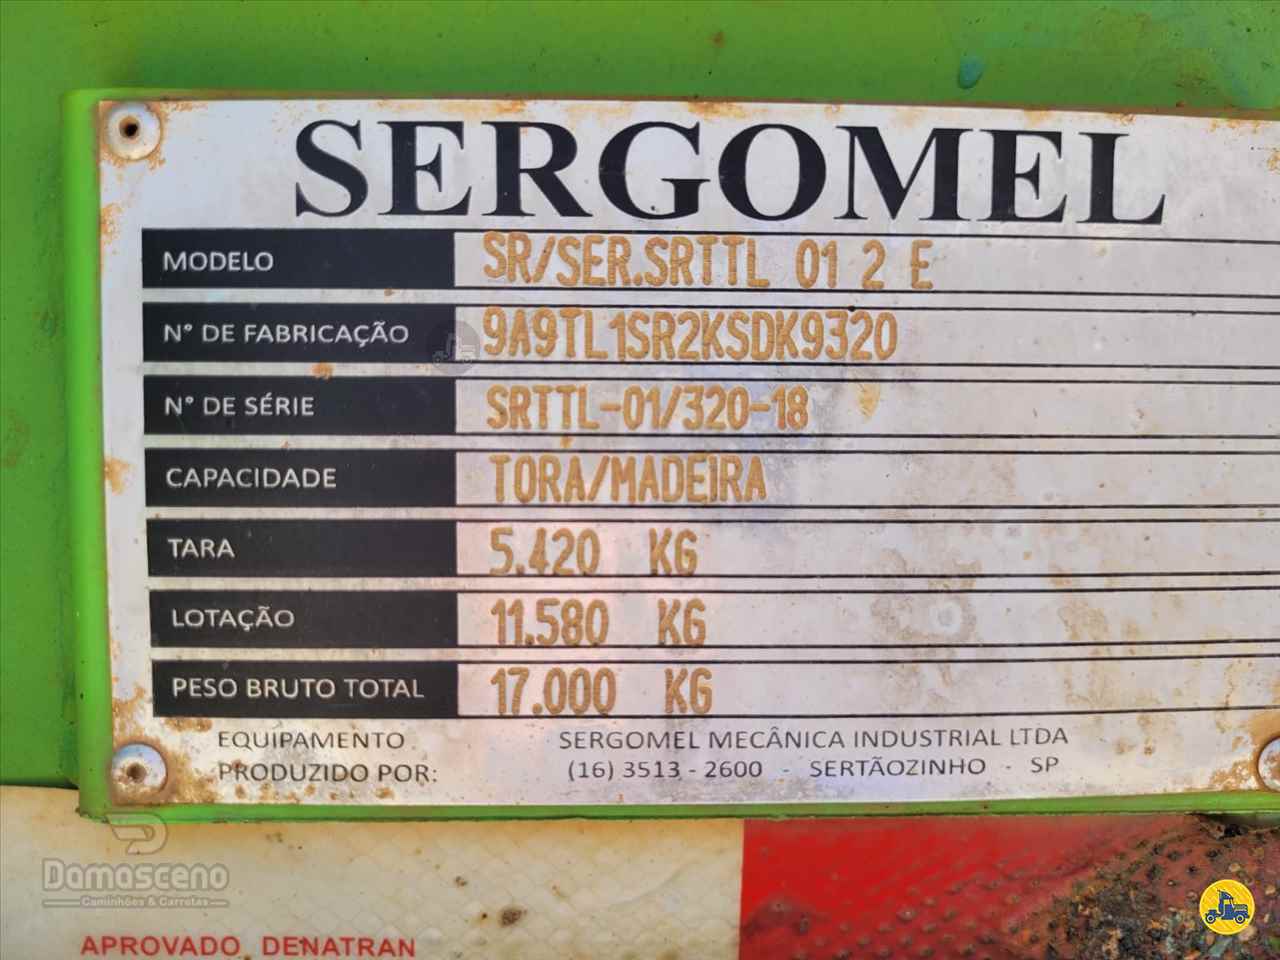 SERGOMEL
MODELO SR/SER.SRTTL 01 2 E
N° DE FABRICAÇÃO 9A9TL1SR2KSDK9320
N° DE SÉRIE SRTTL-01/320-18
CAPACIDADE TORA/MADEIRA
TARA 5.420 KG
LOTAÇÃO 11.580 KG
PESO BRUTO TOTAL 17.000 KG
EQUIPAMENTO SERGOMEL MECÂNICA INDUSTRIAL LTDA
PRODUZIDO POR: (16) 3513 - 2600 - SERTÃOZINHO - SP
Damasceno
Caminhões & Carretas
APROVADO DENATRAN